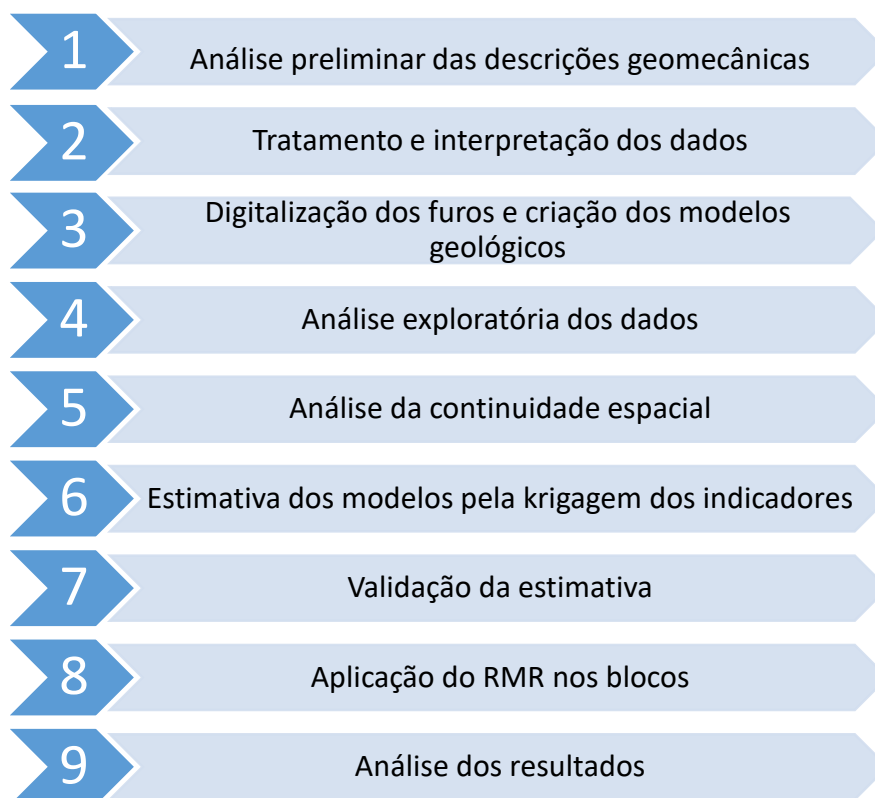 1
Análise preliminar das descrições geomecânicas
2
Tratamento e interpretação dos dados
3
Digitalização dos furos e criação dos modelos
geológicos
4
Análise exploratória dos dados
5
Análise da continuidade espacial
6
Estimativa dos modelos pela krigagem dos indicadores
7
Validação da estimativa
8
Aplicação do RMR nos blocos
9
Análise dos resultados